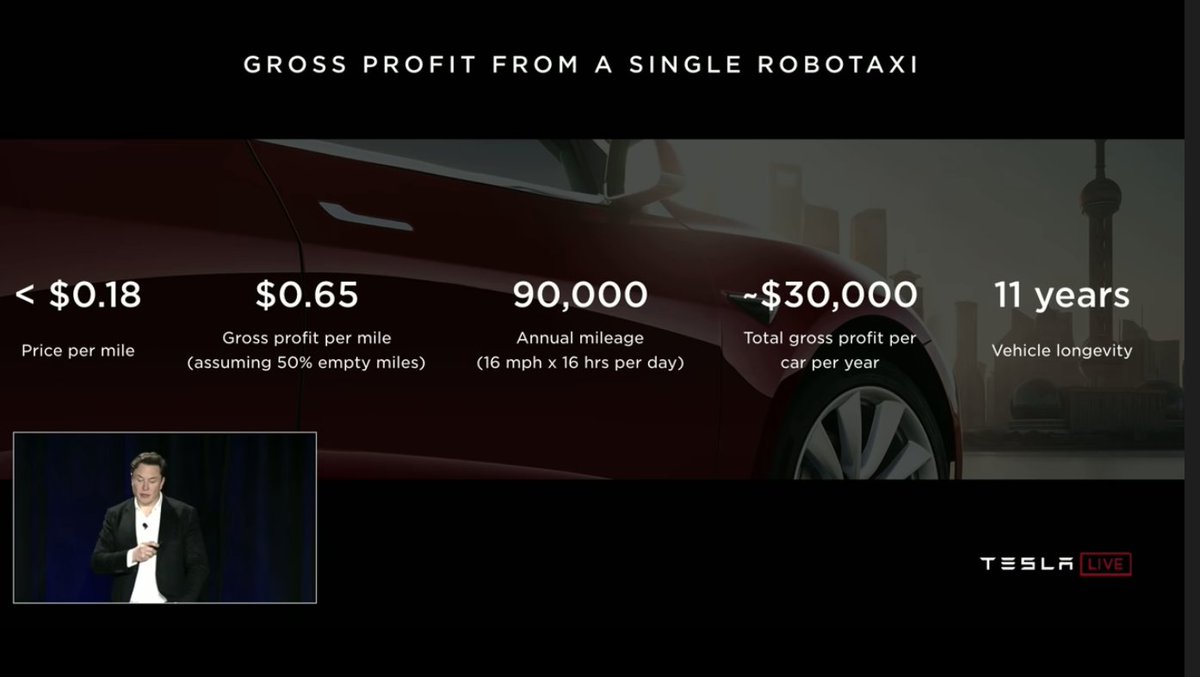 GROSS PROFIT FROM A SINGLE ROBOTAXI
< $0.18
Price per mile
$0.65
Gross profit per mile
(assuming 50% empty miles)
90,000
Annual mileage
(16 mph x 16 hrs per day)
~$30,000
Total gross profit per
car per year
11 years
Vehicle longevity
TESLA LIVE